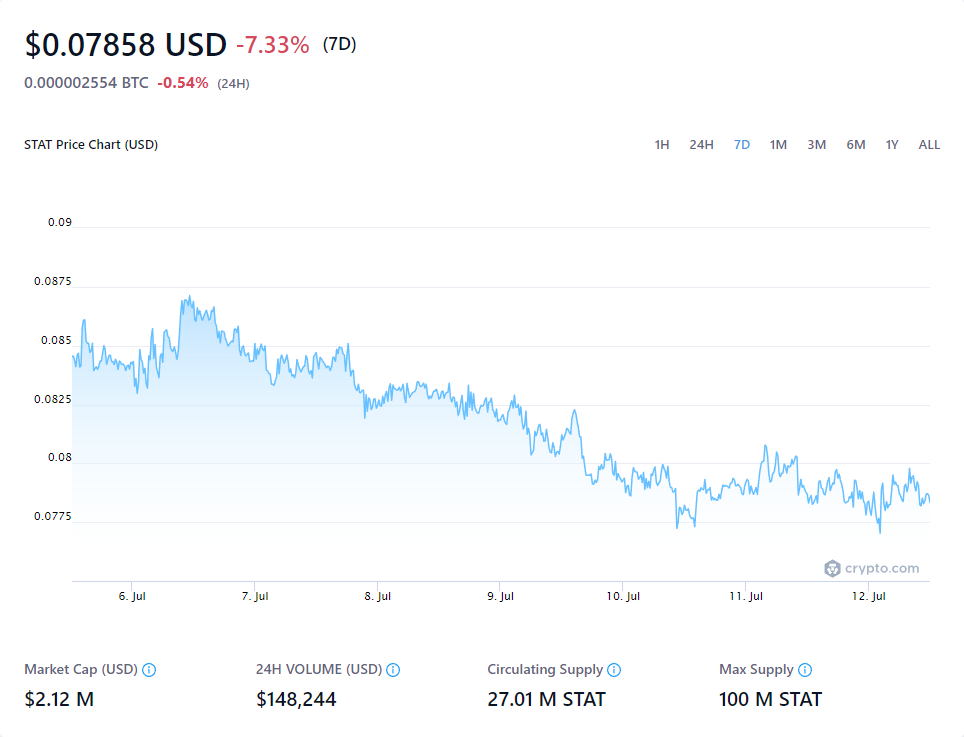 $0.07858 USD -7.33% (7D)
0.000002554 BTC -0.54% (24H)
STAT Price Chart (USD)
1H 24H 7D 1M 3M 6M 1Y ALL
0.09
0.0875
0.085
0.0825
0.08
0.0775
crypto.com
6. Jul 7. Jul 8. Jul 9. Jul 10. Jul 11. Jul 12. Jul
Market Cap (USD) 24H VOLUME (USD) Circulating Supply Max Supply
$2.12 M $148,244 27.01 M STAT 100 M STAT